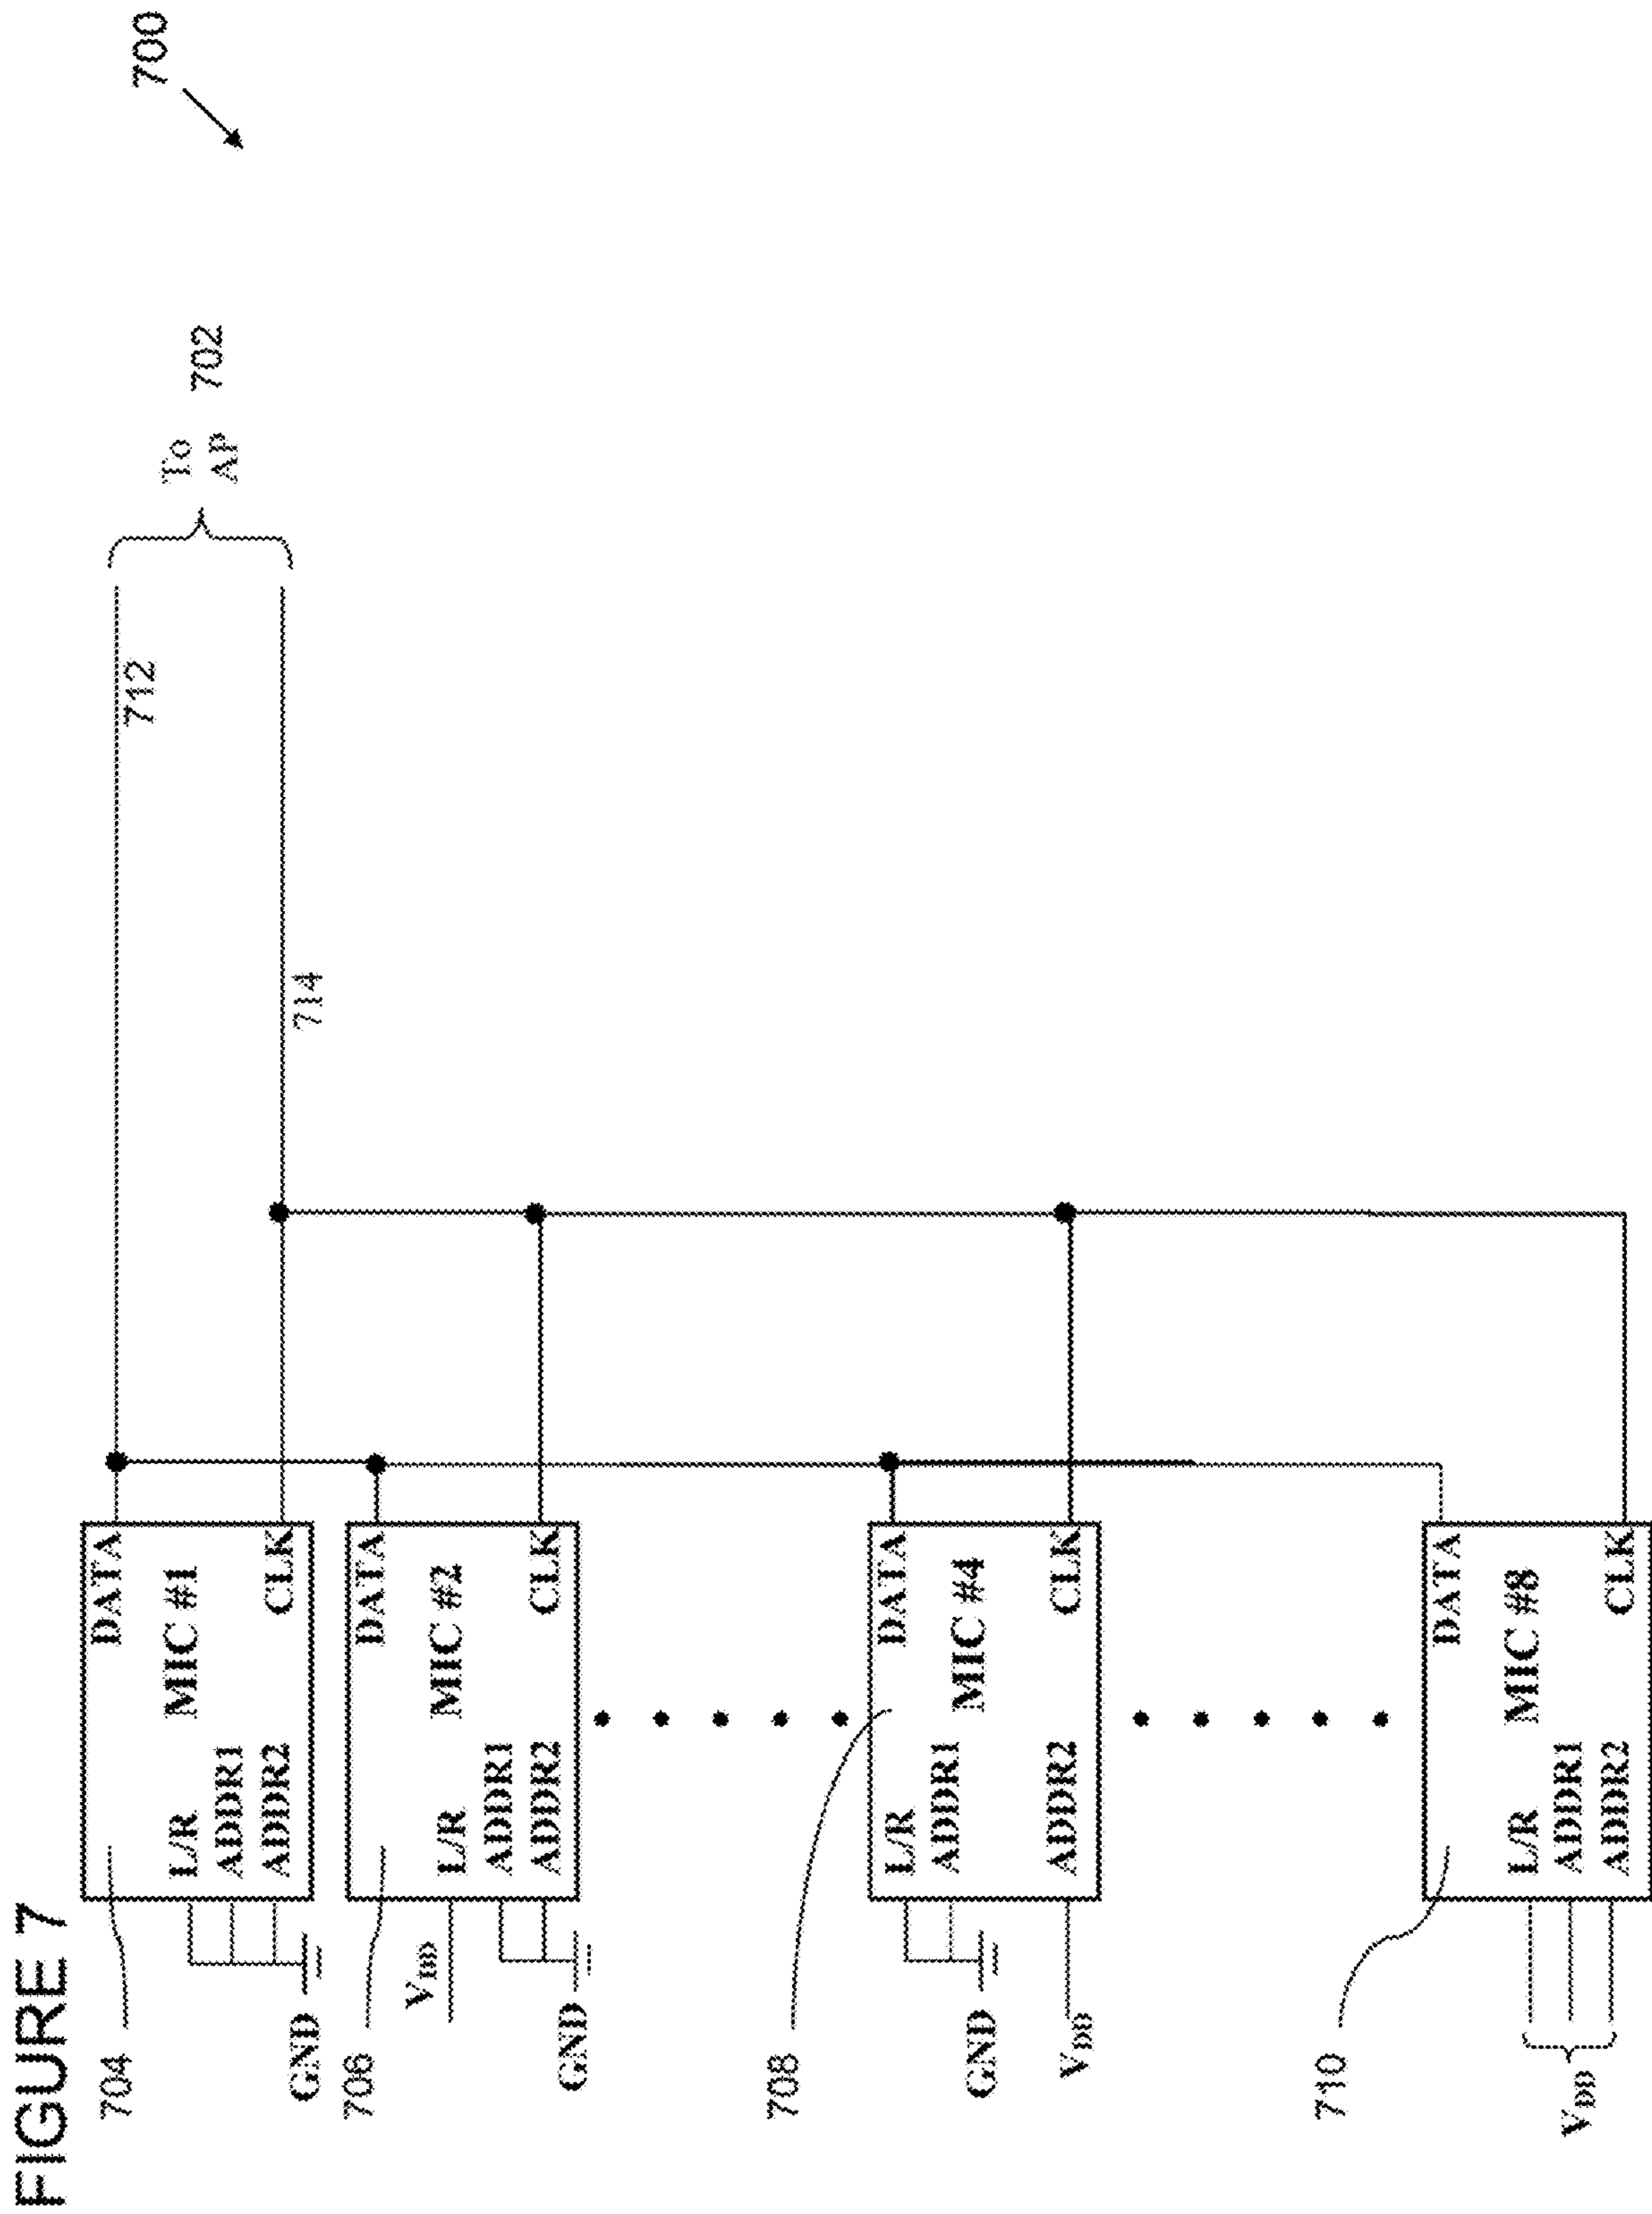 FIGURE 7
700
To
AP
702
712
714
704
DATA
MIC #1
L/R
ADDR1
ADDR2
CLK
GND
706
DATA
VDD
MIC #2
L/R
ADDR1
ADDR2
CLK
GND
708
DATA
L/R
ADDR1
MIC #4
GND
ADDR2
CLK
VDD
710
DATA
MIC #8
L/R
ADDR1
ADDR2
CLK
VDD